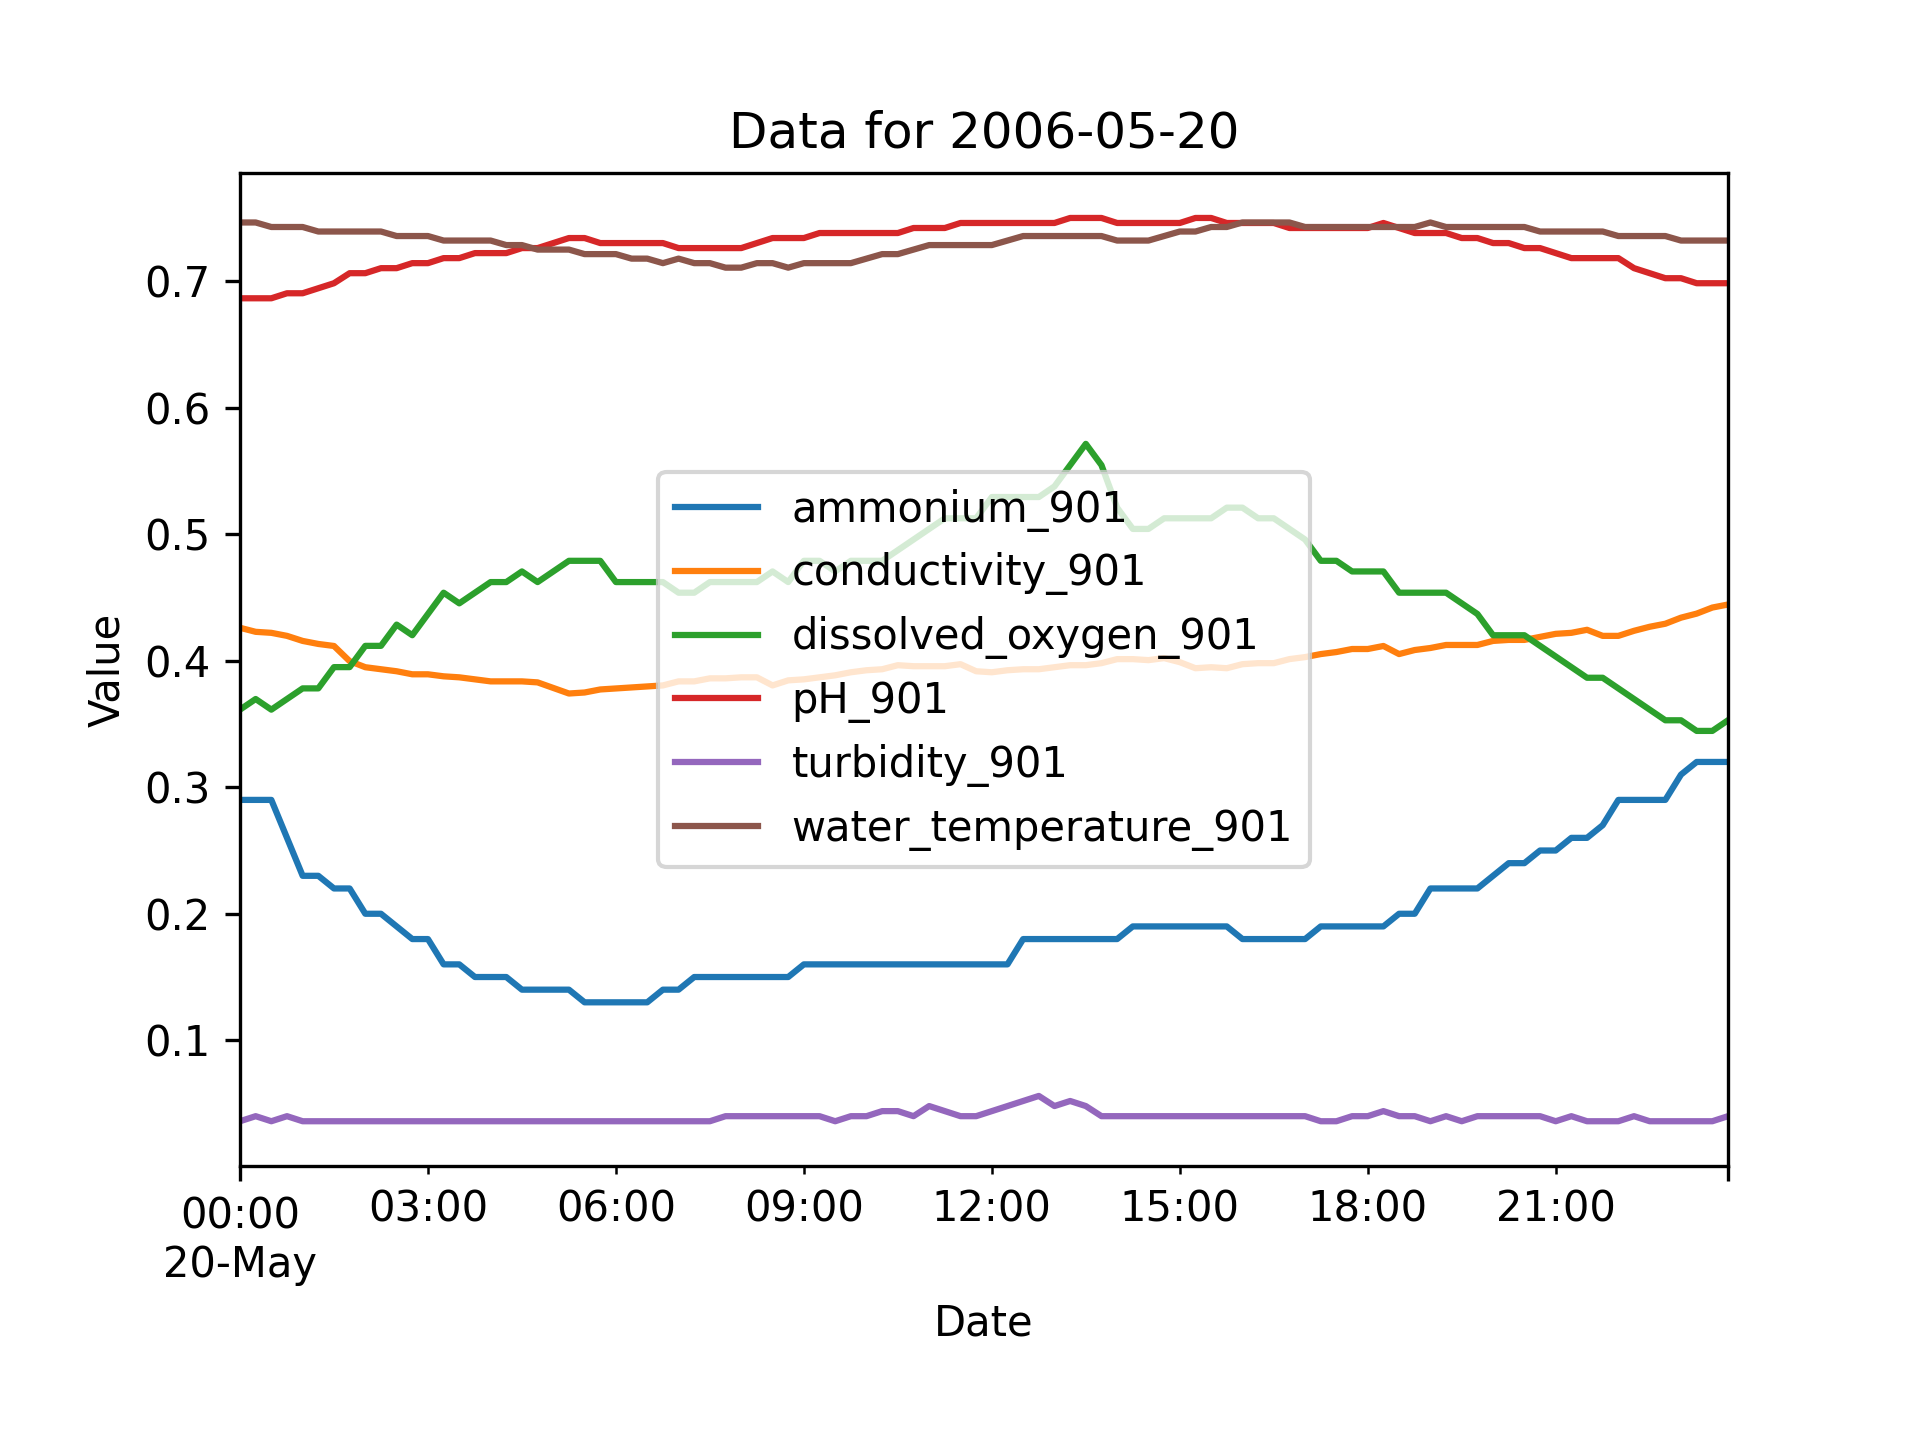 Data for 2006-05-20
Value
0.7
0.6
0.5
0.4
0.3
0.2
0.1
ammonium_901
conductivity_901
dissolved_oxygen_901
pH_901
turbidity_901
water_temperature_901
00:00 03:00 06:00 09:00 12:00 15:00 18:00 21:00
20-May
Date